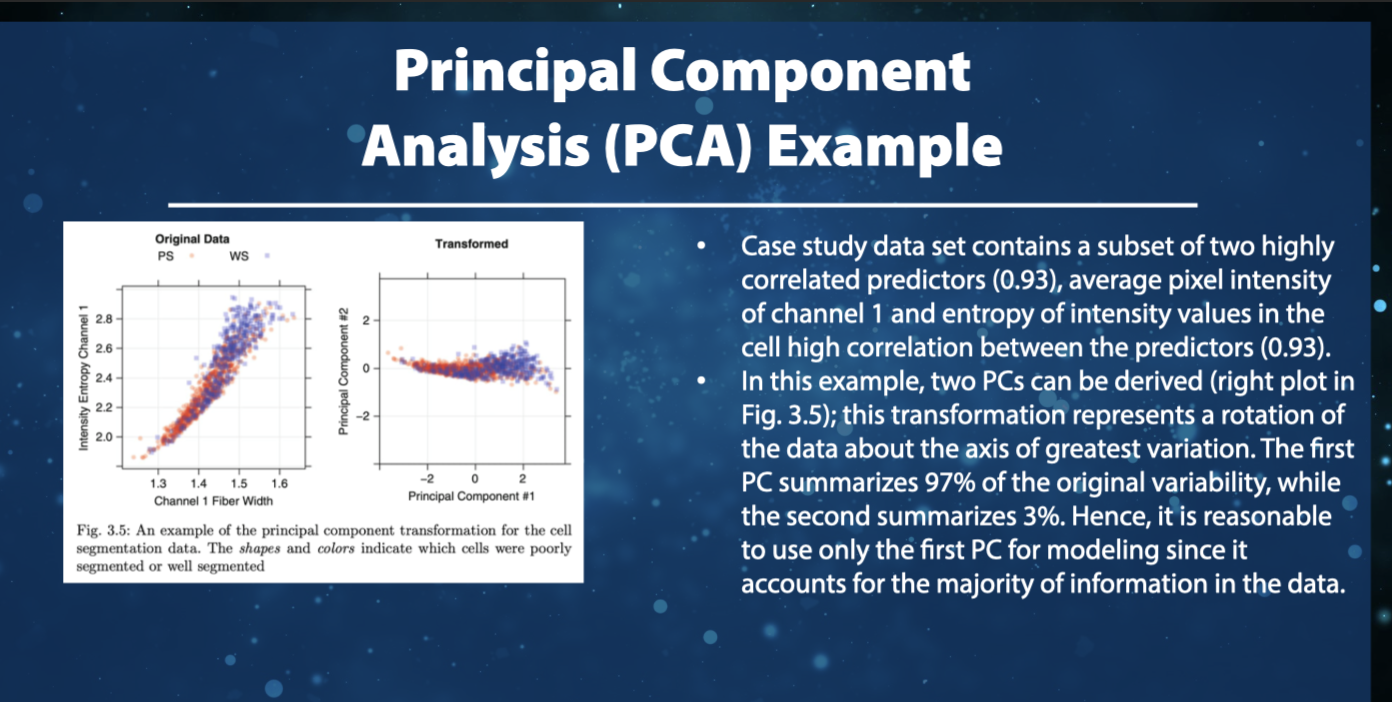 Principal Component
Analysis (PCA) Example
Original Data
PS WS
Intensity Entropy Channel 1
2.8
2.6
2.4
2.2
2.0
1.3 1.4 1.5 1.6
Channel 1 Fiber Width
Transformed
Principal Component #2
2
0
−2
−2 0 2
Principal Component #1
Fig. 3.5: An example of the principal component transformation for the cell
segmentation data. The shapes and colors indicate which cells were poorly
segmented or well segmented
• Case study data set contains a subset of two highly
correlated predictors (0.93), average pixel intensity
of channel 1 and entropy of intensity values in the
cell high correlation between the predictors (0.93).
• In this example, two PCs can be derived (right plot in
Fig. 3.5); this transformation represents a rotation of
the data about the axis of greatest variation. The first
PC summarizes 97% of the original variability, while
the second summarizes 3%. Hence, it is reasonable
to use only the first PC for modeling since it
accounts for the majority of information in the data.